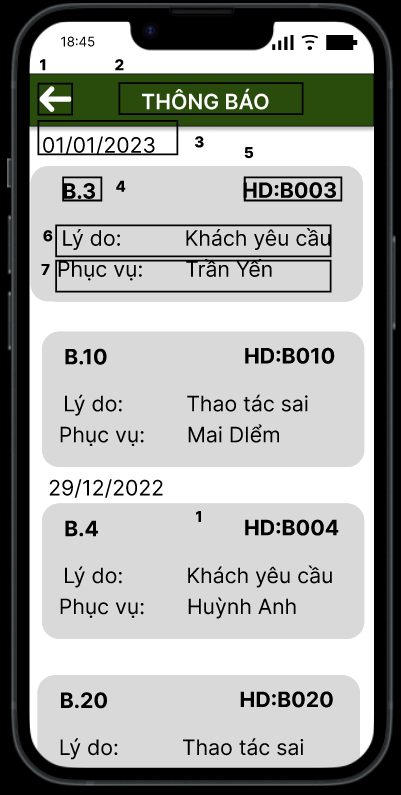 18:45
1 2
THÔNG BÁO
01/01/2023 3
5
B.3 4 HD:B003
6 Lý do: Khách yêu cầu
7 Phục vụ: Trần Yến
B.10 HD:B010
Lý do: Thao tác sai
Phục vụ: Mai DIểm
29/12/2022
1
B.4 HD:B004
Lý do: Khách yêu cầu
Phục vụ: Huỳnh Anh
B.20 HD:B020
Lý do: Thao tác sai